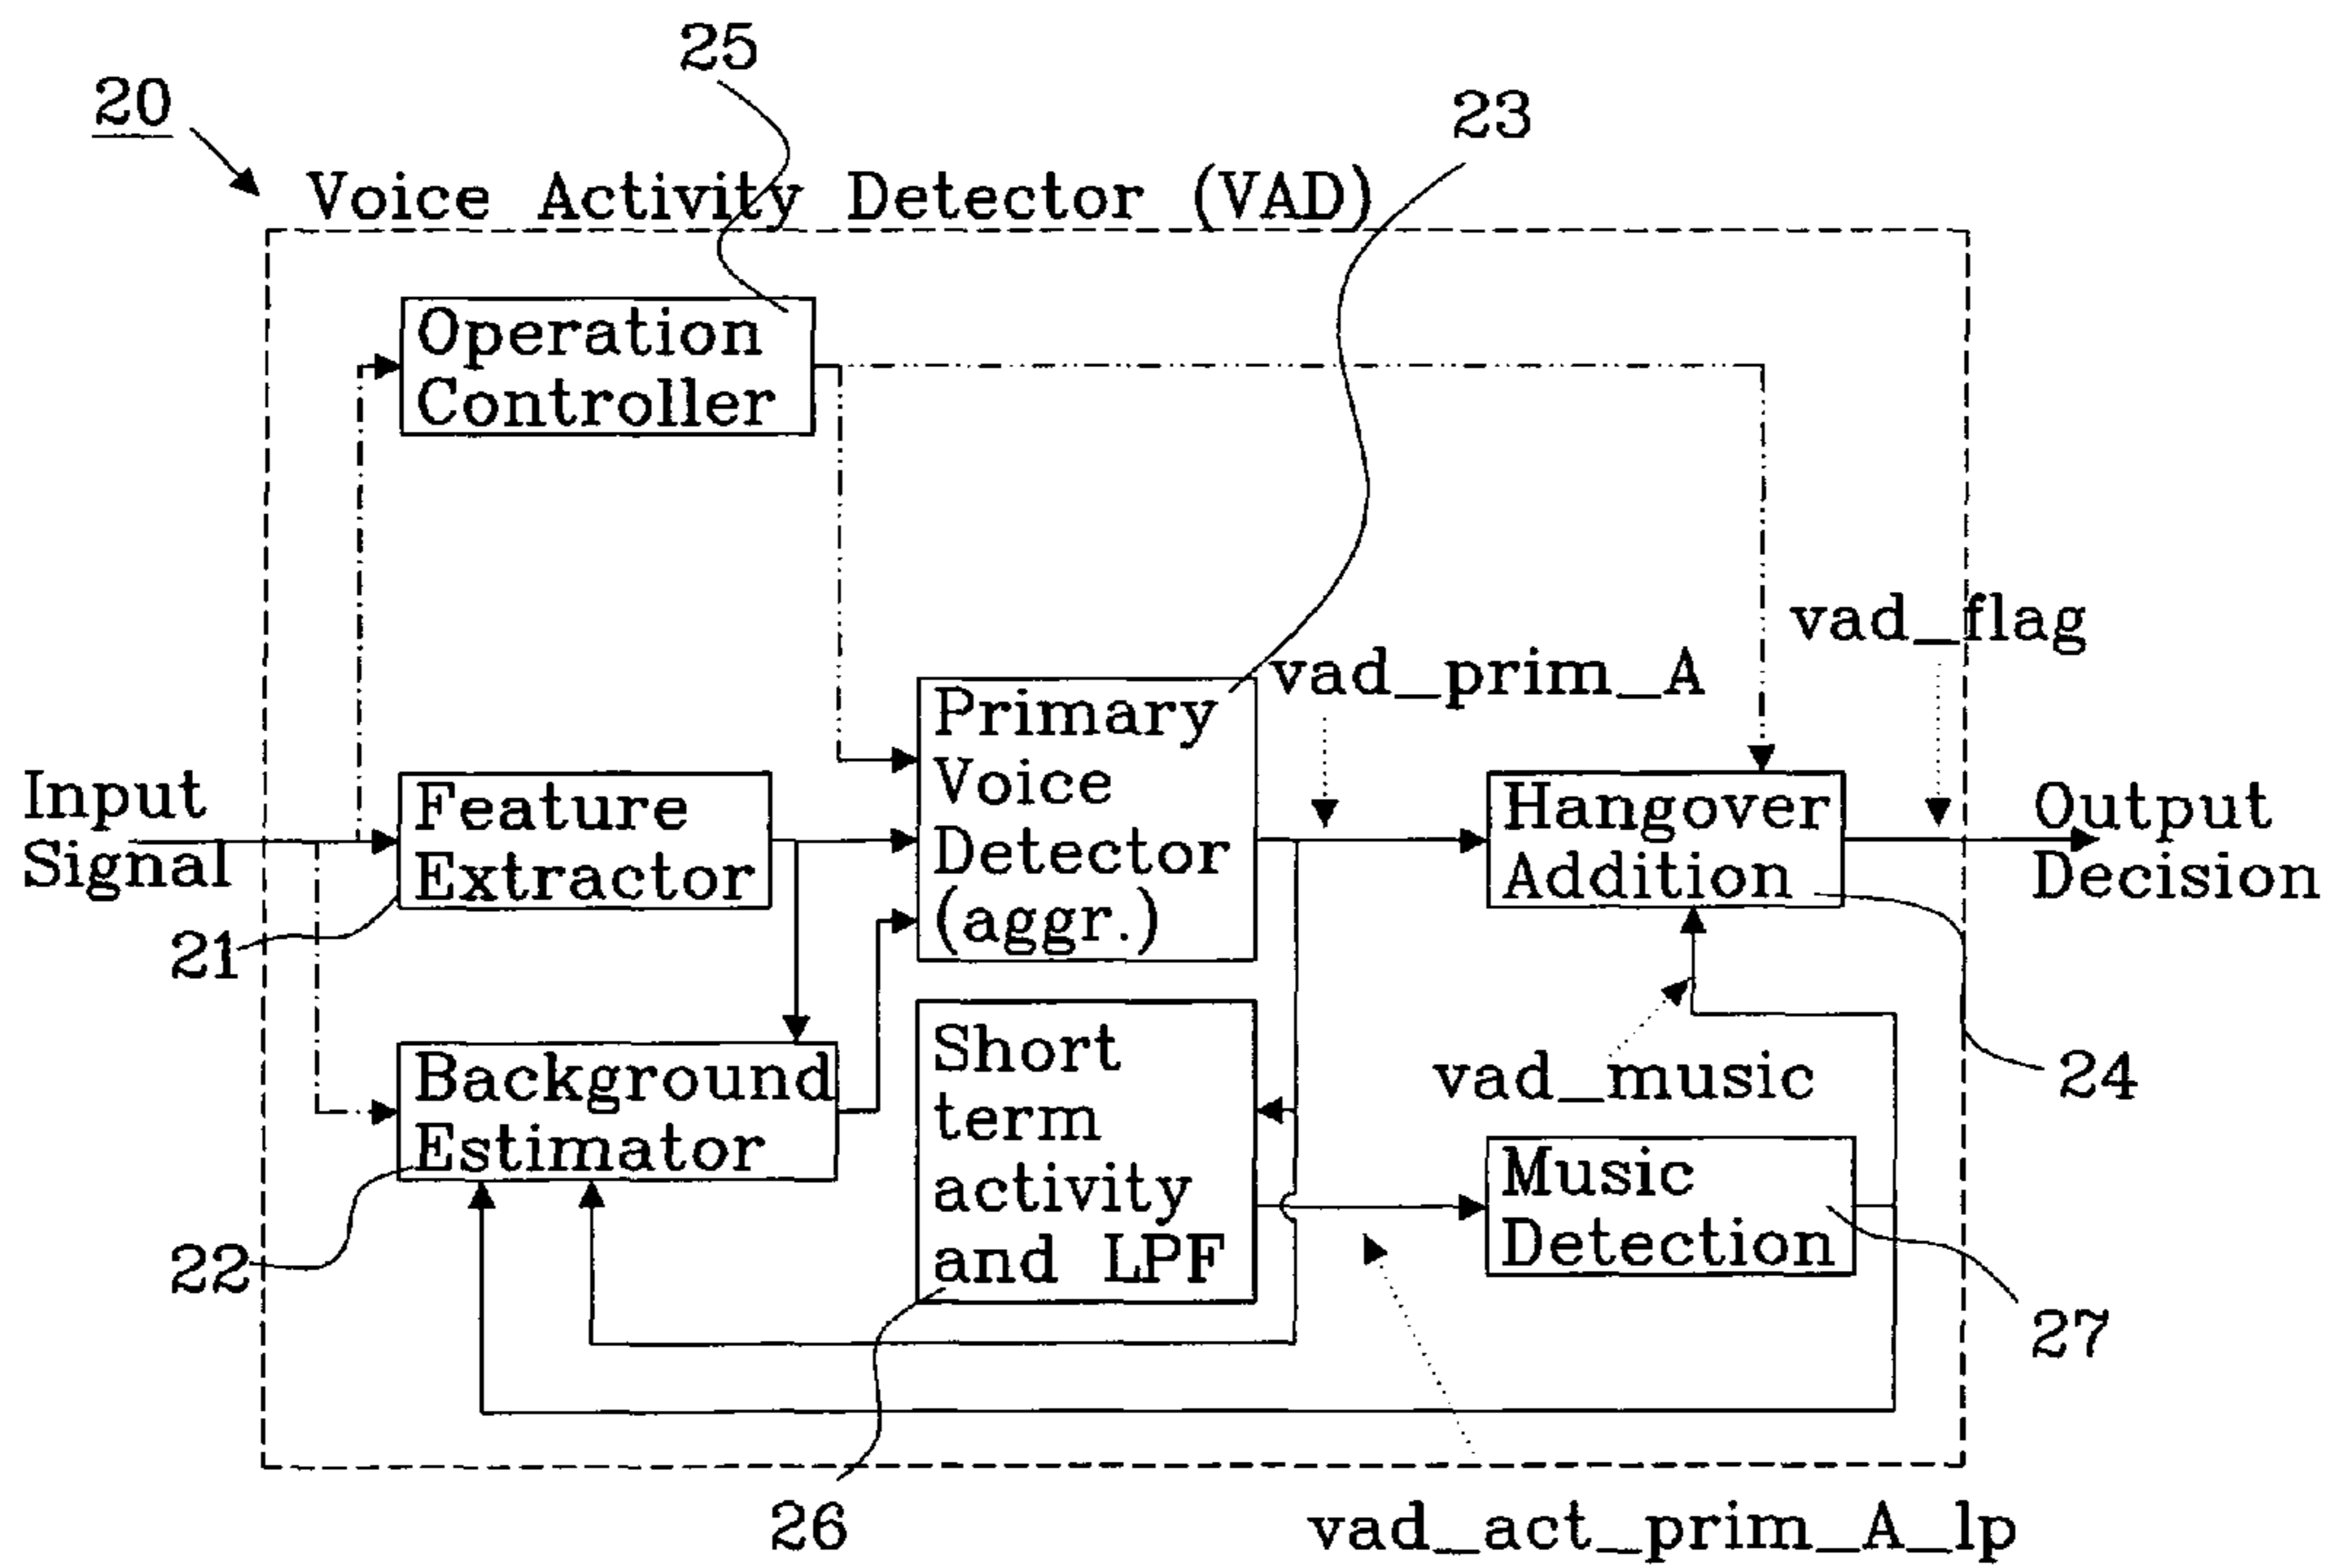 25
20
23
Voice Activity Detector (VAD)
Operation
Controller
vad_flag
vad_prim_A
Primary
Voice
Detector
(aggr.)
Input
Signal
Feature
Extractor
Hangover
Addition
Output
Decision
21
Short
term
activity
and LPF
Background
Estimator
vad_music
24
Music
Detection
22
27
26
vad_act_prim_A_lp